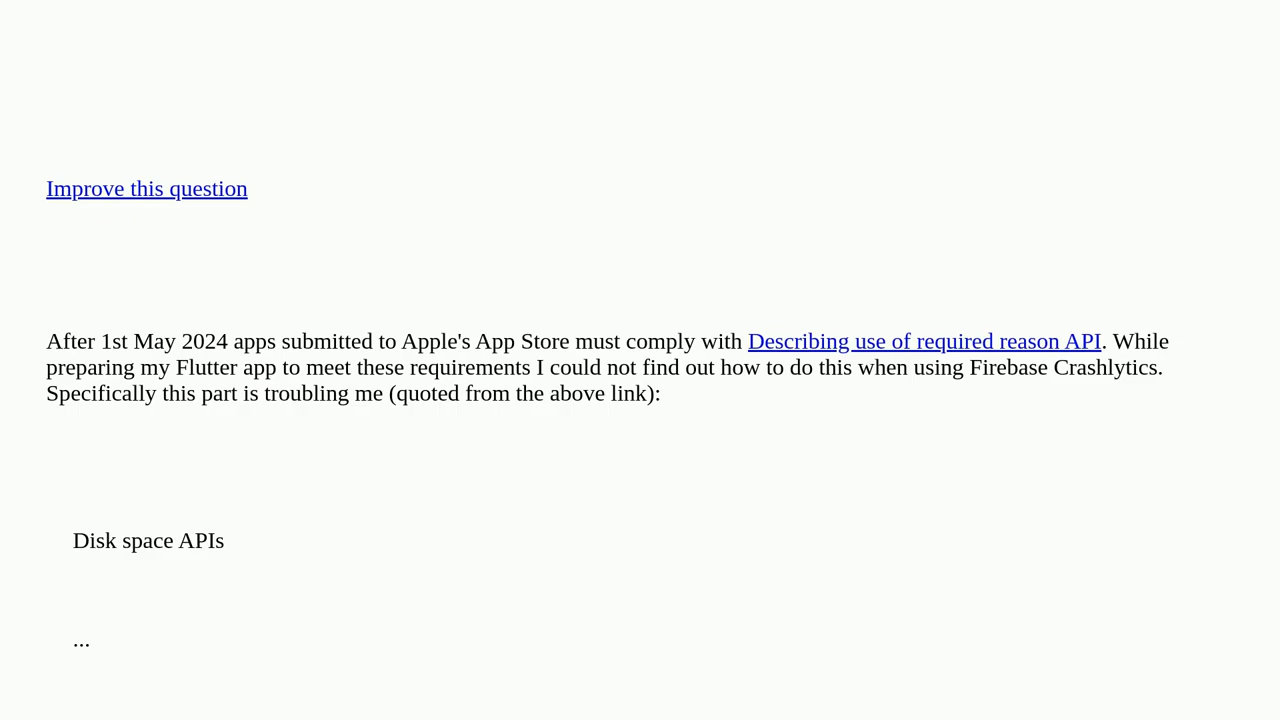 Improve this question
After 1st May 2024 apps submitted to Apple's App Store must comply with Describing use of required reason API. While
preparing my Flutter app to meet these requirements I could not find out how to do this when using Firebase Crashlytics.
Specifically this part is troubling me (quoted from the above link):
Disk space APIs
...